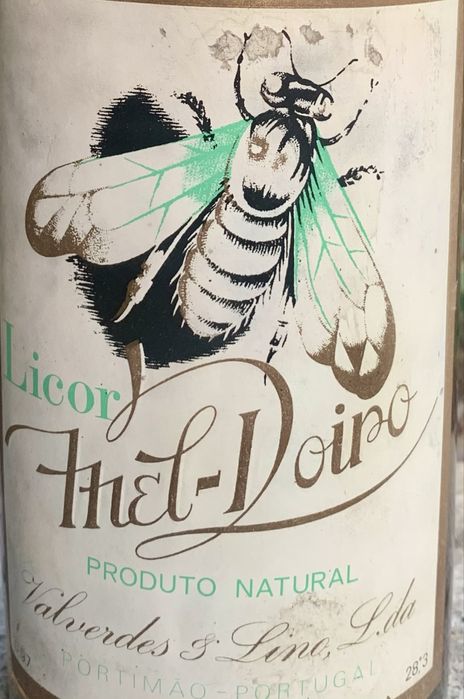 Licor
Mel-Doiro
PRODUTO NATURAL
Valverdes & Lino, L.da
PORTIMÃO - PORTUGAL
28.°3